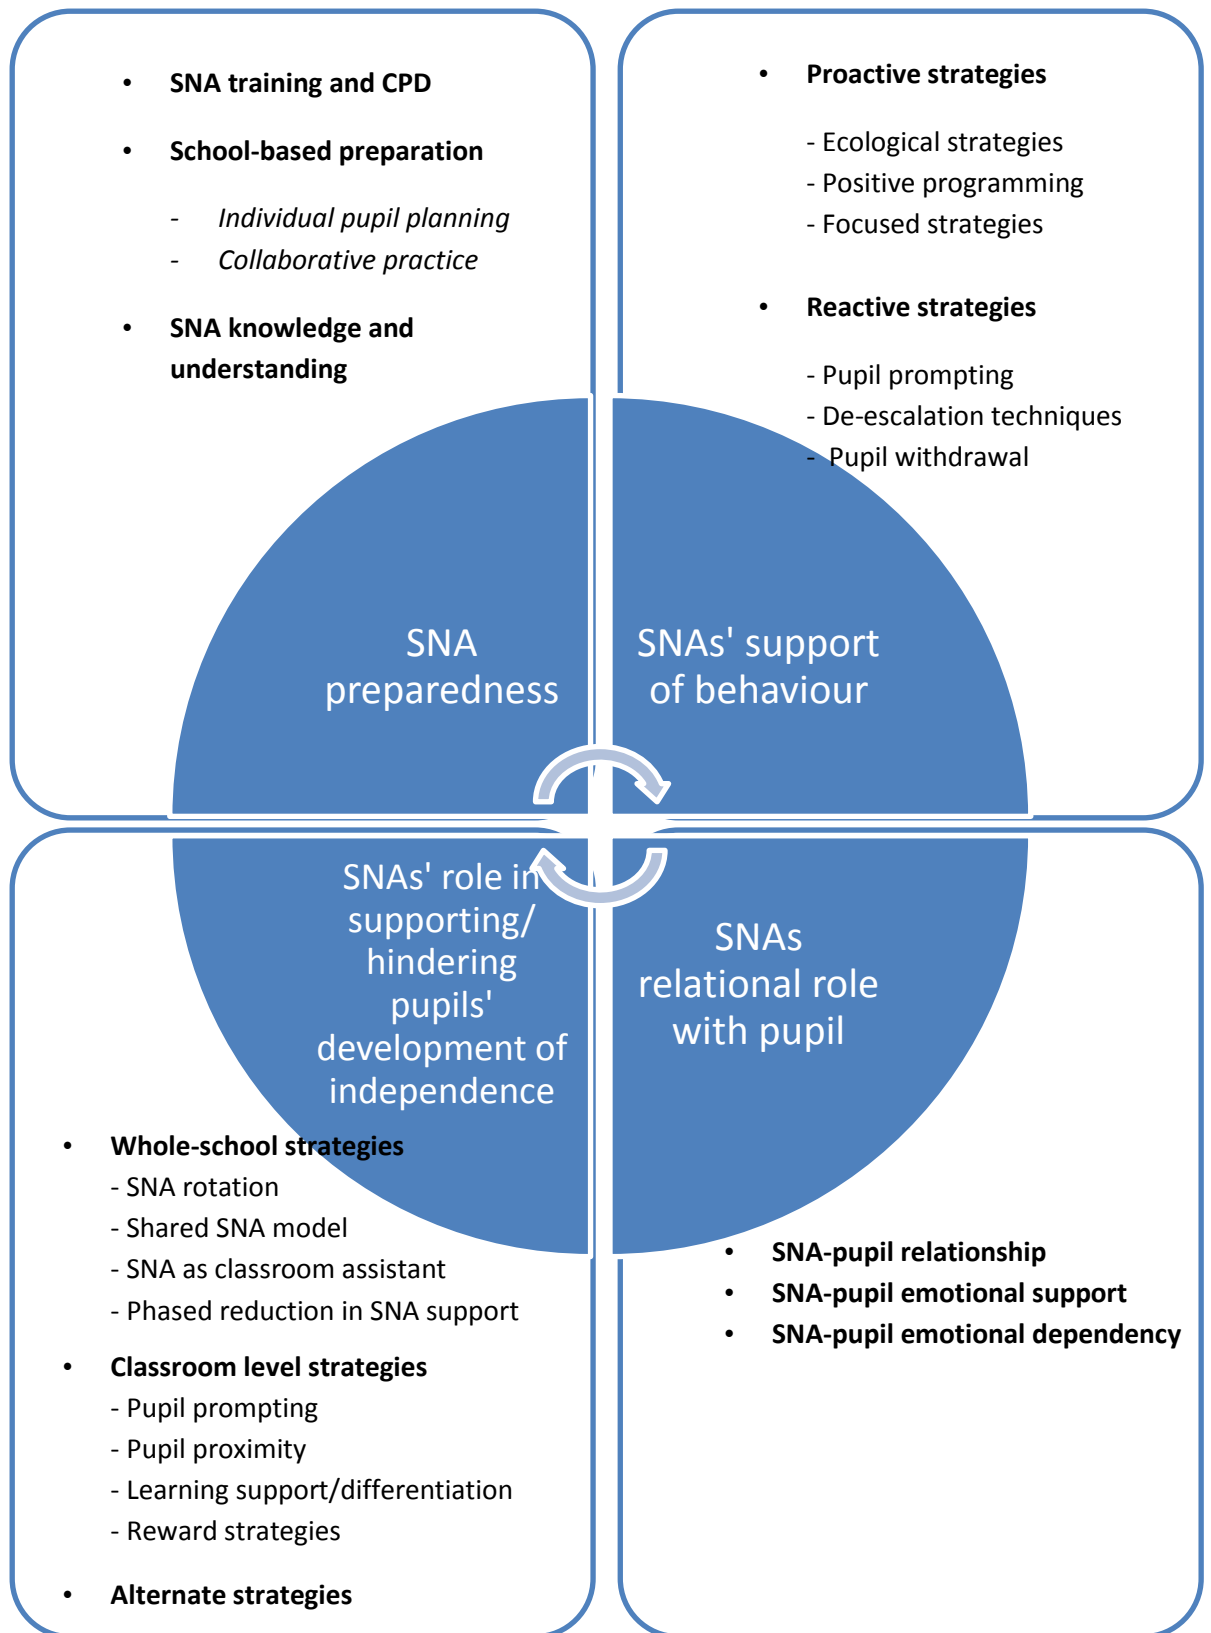 • SNA training and CPD
• School-based preparation
- Individual pupil planning
- Collaborative practice
• SNA knowledge and
understanding
SNA
preparedness
• Proactive strategies
- Ecological strategies
- Positive programming
- Focused strategies
• Reactive strategies
- Pupil prompting
- De-escalation techniques
- Pupil withdrawal
SNAs' support
of behaviour
SNAs' role in
supporting/
hindering
pupils'
development of
independence
• Whole-school strategies
- SNA rotation
- Shared SNA model
- SNA as classroom assistant
- Phased reduction in SNA support
• Classroom level strategies
- Pupil prompting
- Pupil proximity
- Learning support/differentiation
- Reward strategies
• Alternate strategies
SNAs
relational role
with pupil
• SNA-pupil relationship
• SNA-pupil emotional support
• SNA-pupil emotional dependency